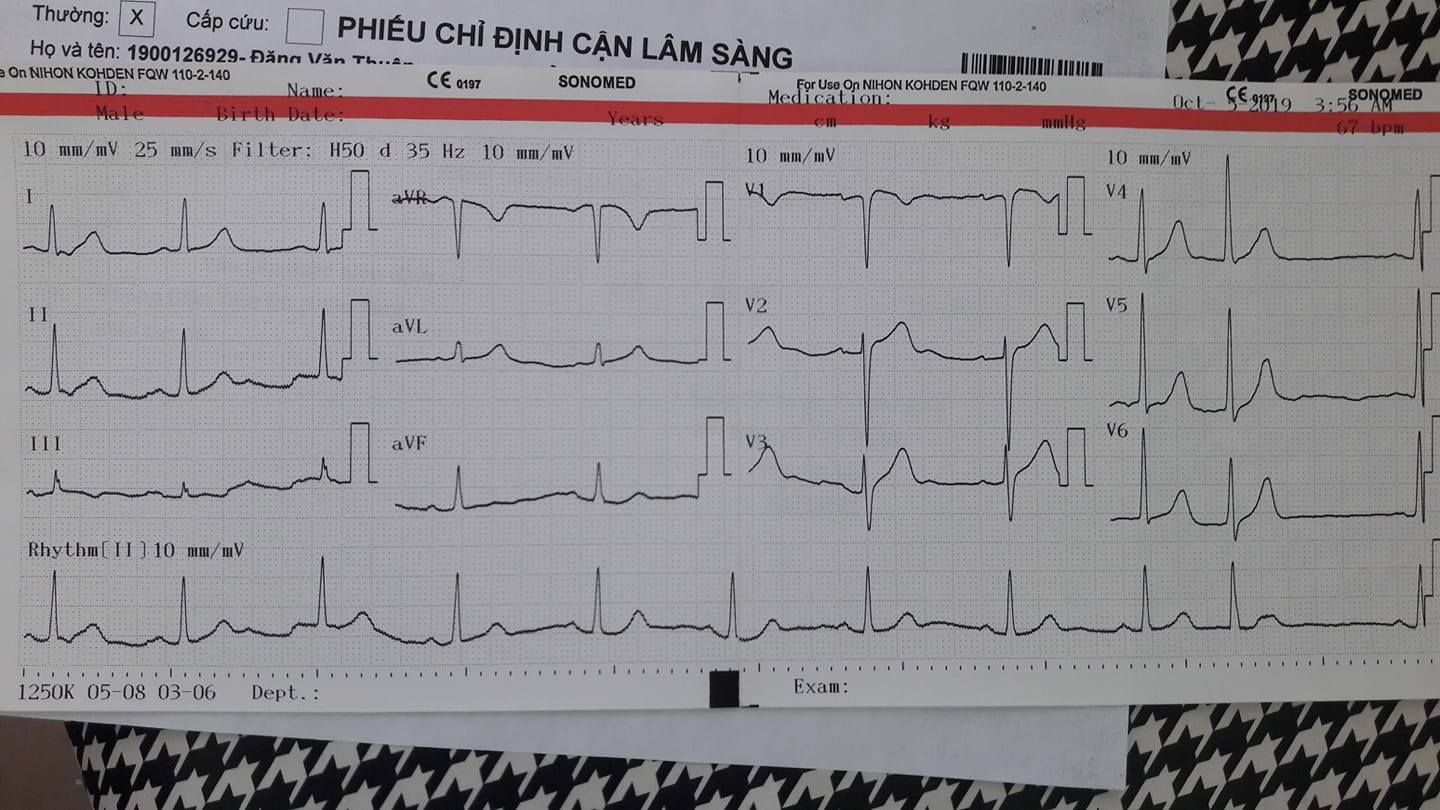 Thường: X Cấp cứu: PHIẾU CHỈ ĐỊNH CẬN LÂM SÀNG
Họ và tên: 1900126929- Đặng Văn
e On NIHON KOHDEN FQW 110-2-140 CE 0197 SONOMED For Use On NIHON KOHDEN FQW 110-2-140 CE 0197 SONOMED
ID: Name: Medication: Oct- 5-2019 3:56 AM
Male Birth Date: Years cm kg mmHg 67 bpm
10 mm/mV 25 mm/s Filter: H50 d 35 Hz 10 mm/mV 10 mm/mV 10 mm/mV
I aVR V1 V4
II aVL V2 V5
III aVF V3 V6
Rhythm[II] 10 mm/mV
1250K 05-08 03-06 Dept.: Exam: